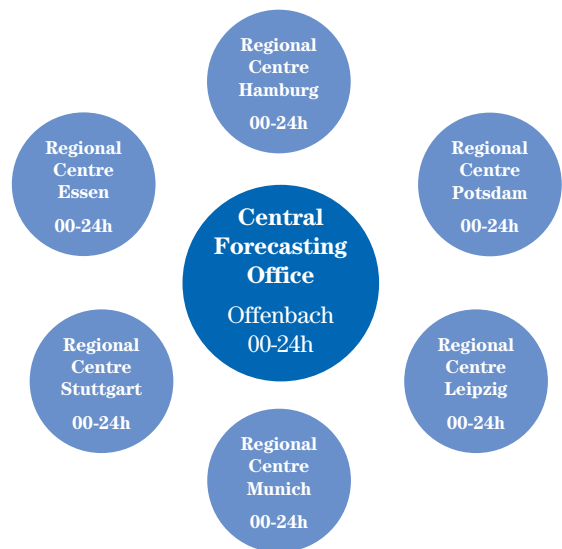 Regional
Centre
Hamburg
00-24h
Regional
Centre
Essen
00-24h
Regional
Centre
Potsdam
00-24h
Central
Forecasting
Office
Offenbach
00-24h
Regional
Centre
Stuttgart
00-24h
Regional
Centre
Leipzig
00-24h
Regional
Centre
Munich
00-24h